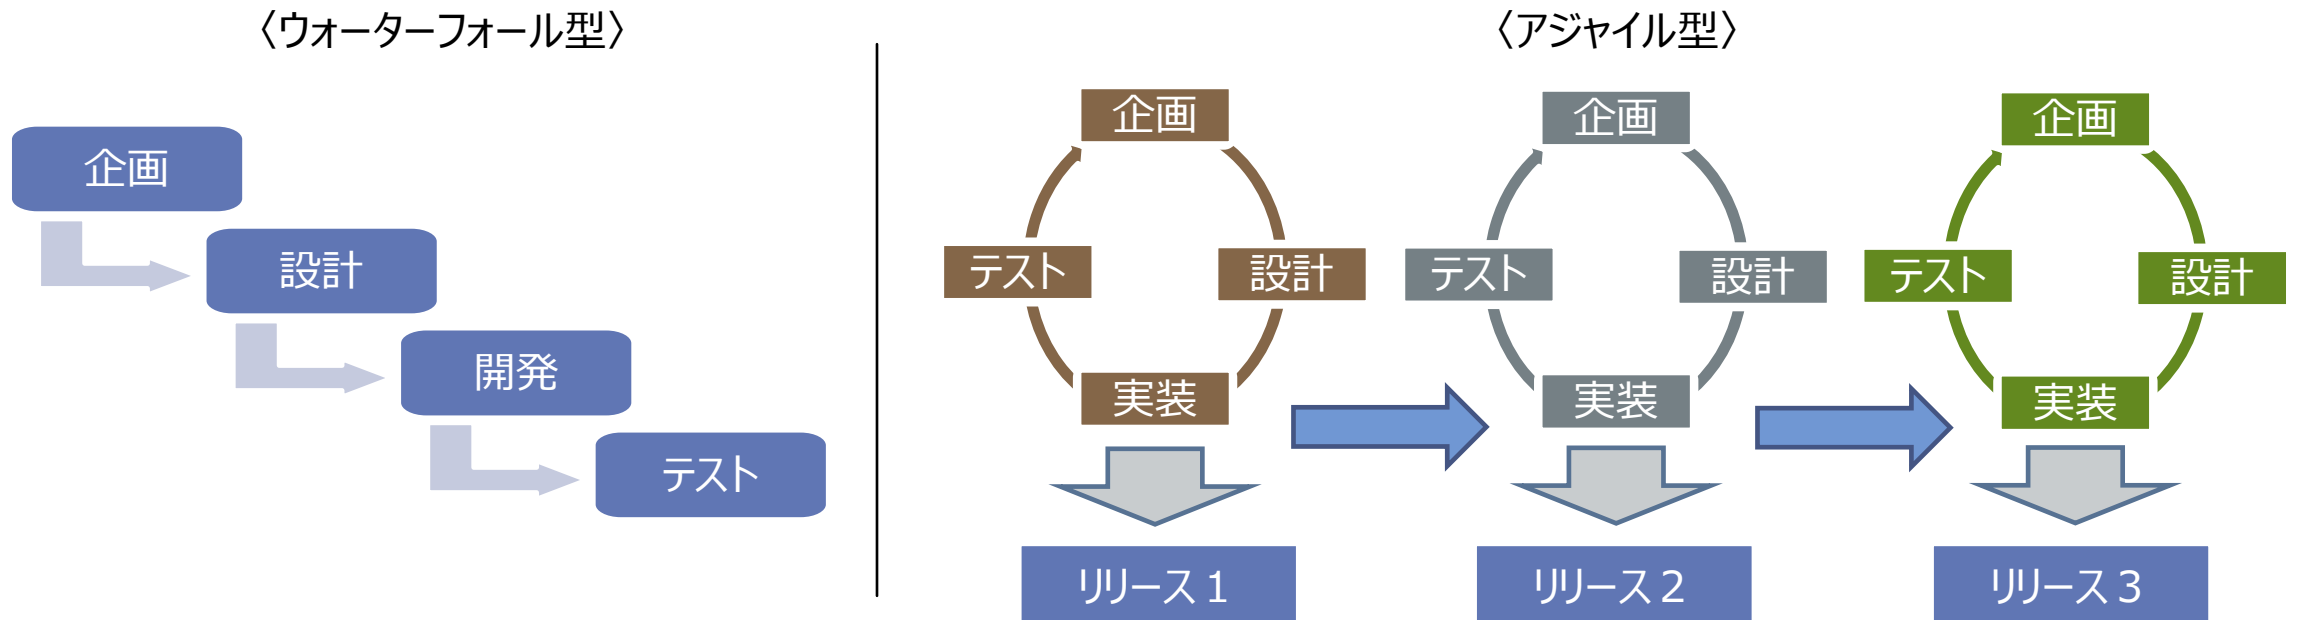 〈ウォーターフォール型〉
企画
設計
開発
テスト
〈アジャイル型〉
企画
テスト
設計
実装
リリース1
企画
テスト
設計
実装
リリース2
企画
テスト
設計
実装
リリース3